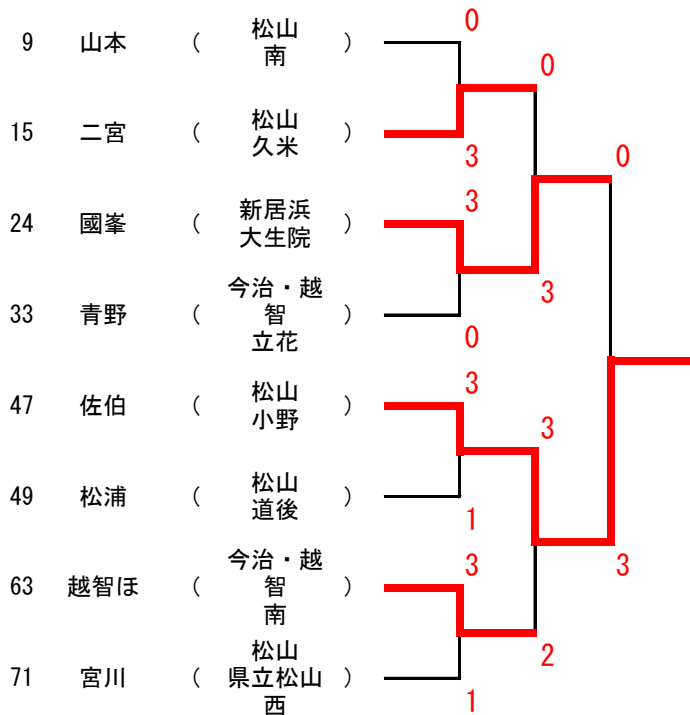 0
松山
9 山本 ( 南 )
0
松山
15 二宮 ( 久米 )
3
0
3
新居浜
24 國峯 ( 大生院 )
3
今治・越
33 青野 ( 智 )
立花
0
3
松山
47 佐伯 ( 小野 )
3
松山
49 松浦 ( 道後 )
1
3
3
今治・越
63 越智ほ ( 智 )
南
2
松山
71 宮川 ( 県立松山 )
西
1